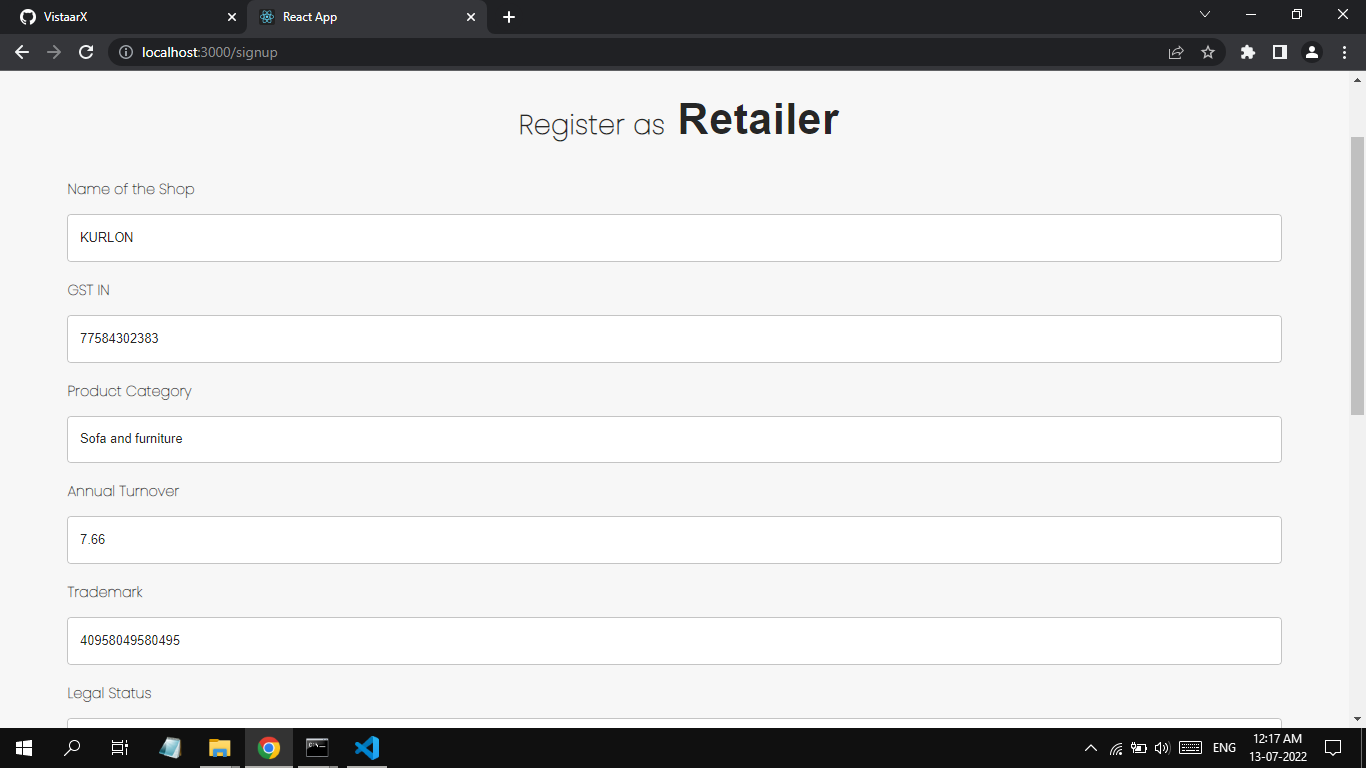 VistaarX
React App
localhost:3000/signup
Register as Retailer
Name of the Shop
KURLON
GST IN
77584302383
Product Category
Sofa and furniture
Annual Turnover
7.66
Trademark
40958049580495
Legal Status
ENG
12:17 AM
13-07-2022